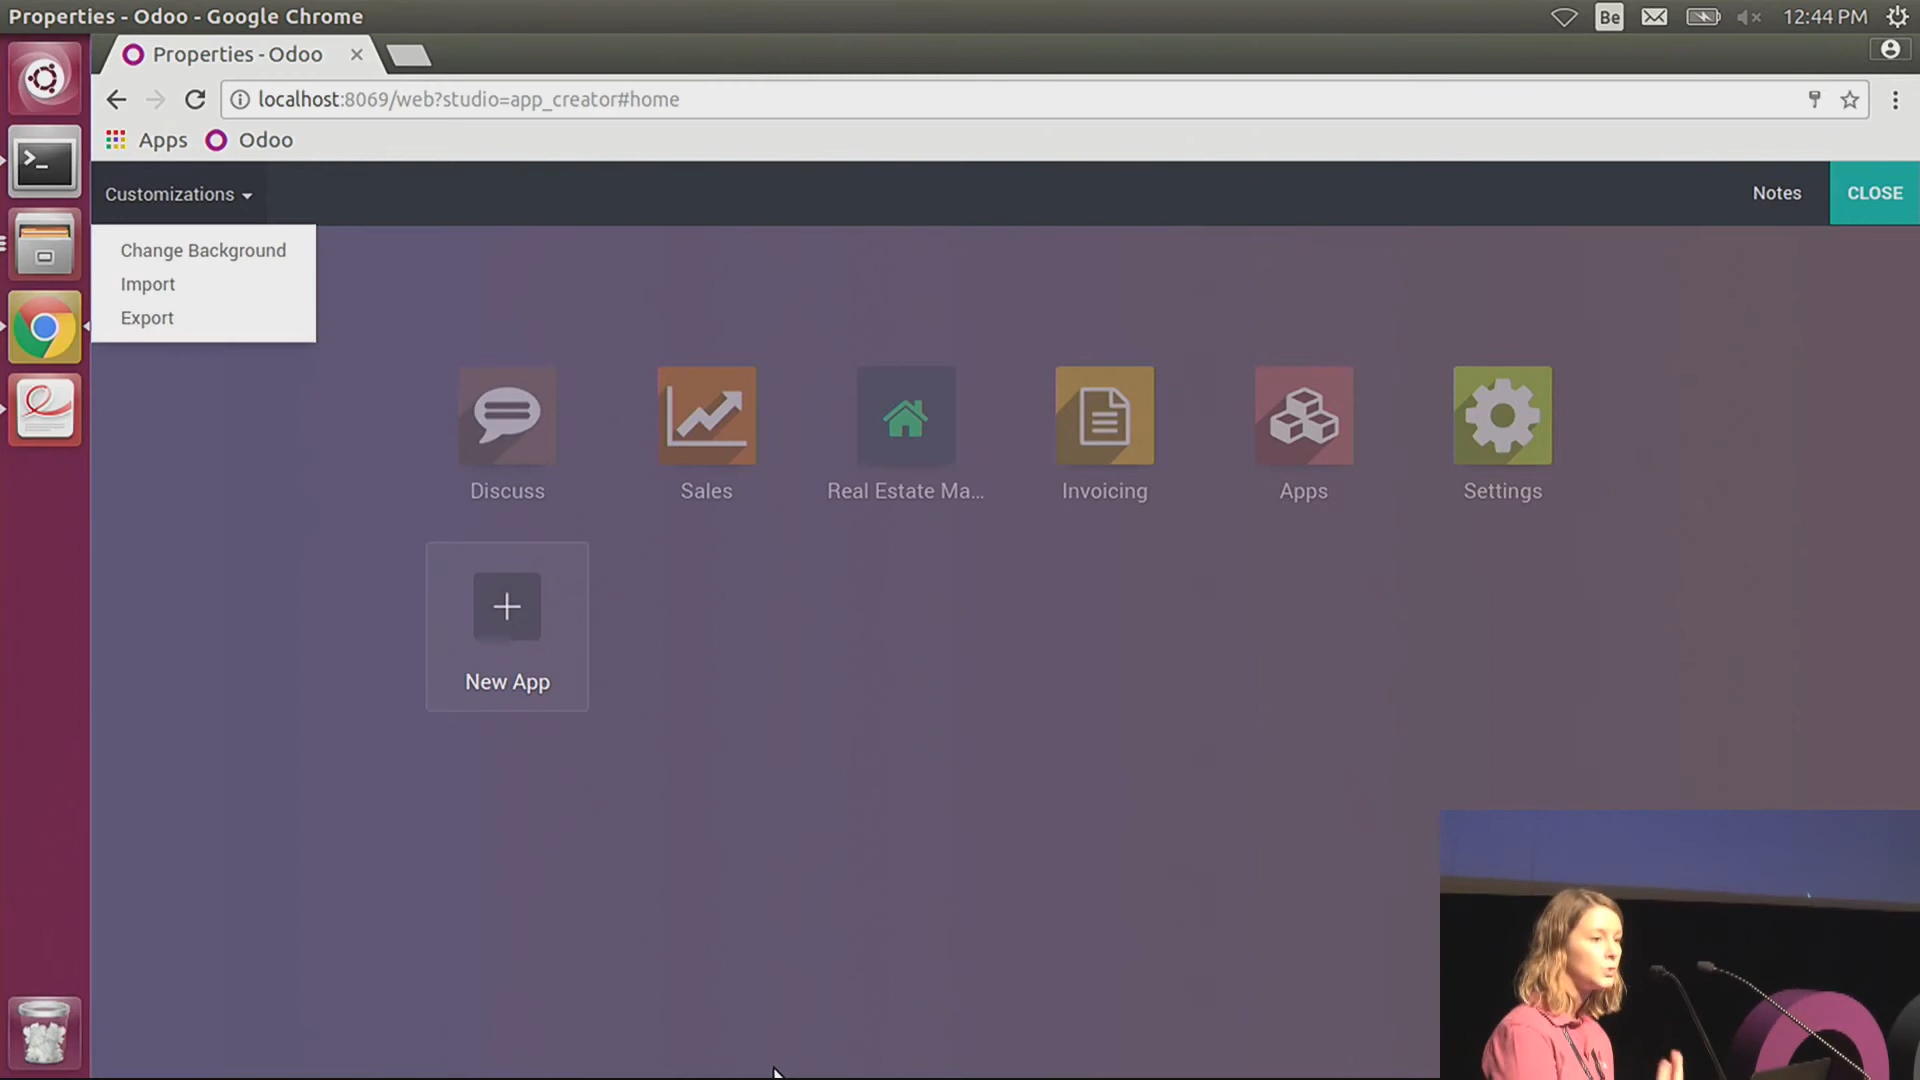 Properties - Odoo - Google Chrome
Be
12:44 PM
Properties - Odoo
localhost:8069/web?studio=app_creator#home
Apps
Odoo
Customizations
Notes
CLOSE
Change Background
Import
Export
Discuss
Sales
Real Estate Ma...
Invoicing
Apps
Settings
New App